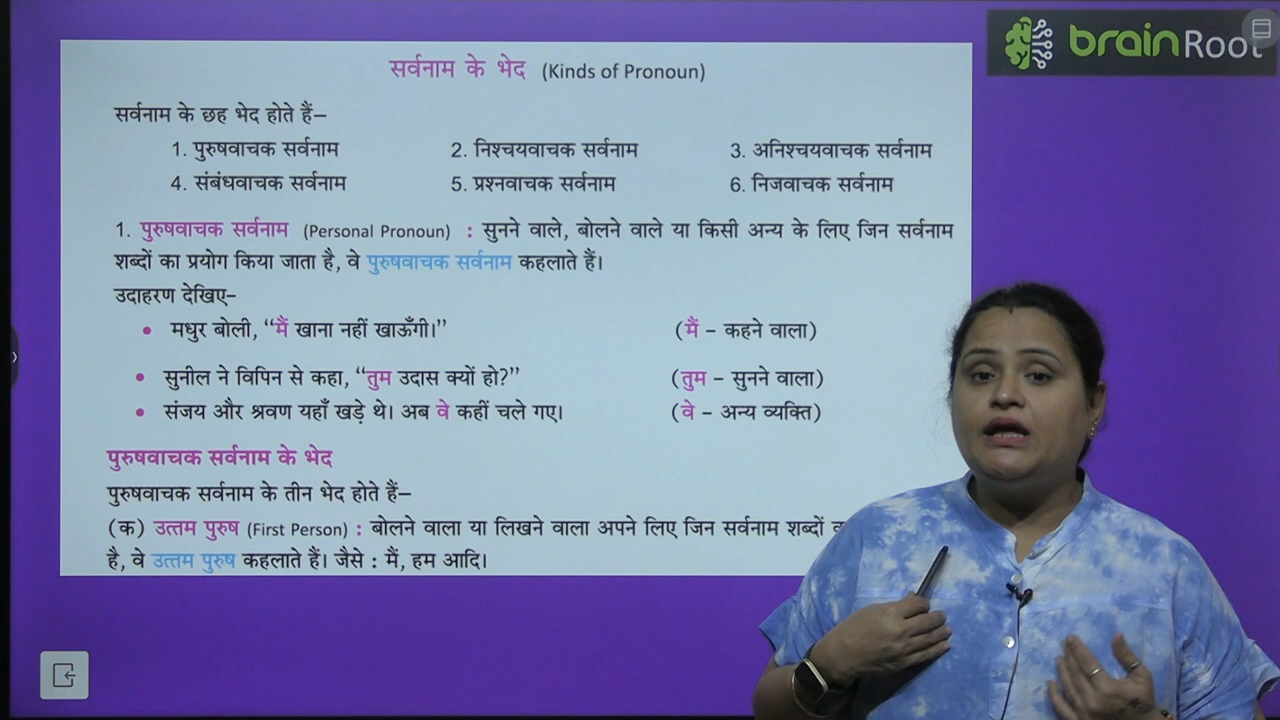 brainRoot
सर्वनाम के भेद (Kinds of Pronoun)
सर्वनाम के छह भेद होते हैं–
1. पुरुषवाचक सर्वनाम 2. निश्चयवाचक सर्वनाम 3. अनिश्चयवाचक सर्वनाम
4. संबंधवाचक सर्वनाम 5. प्रश्नवाचक सर्वनाम 6. निजवाचक सर्वनाम
1. पुरुषवाचक सर्वनाम (Personal Pronoun) : सुनने वाले, बोलने वाले या किसी अन्य के लिए जिन सर्वनाम
शब्दों का प्रयोग किया जाता है, वे पुरुषवाचक सर्वनाम कहलाते हैं।
उदाहरण देखिए–
• मधुर बोली, “मैं खाना नहीं खाऊँगी।” (मैं – कहने वाला)
• सुनील ने विपिन से कहा, “तुम उदास क्यों हो?” (तुम – सुनने वाला)
• संजय और श्रवण यहाँ खड़े थे। अब वे कहीं चले गए। (वे – अन्य व्यक्ति)
पुरुषवाचक सर्वनाम के भेद
पुरुषवाचक सर्वनाम के तीन भेद होते हैं–
(क) उत्तम पुरुष (First Person) : बोलने वाला या लिखने वाला अपने लिए जिन सर्वनाम शब्दों
है, वे उत्तम पुरुष कहलाते हैं। जैसे : मैं, हम आदि।